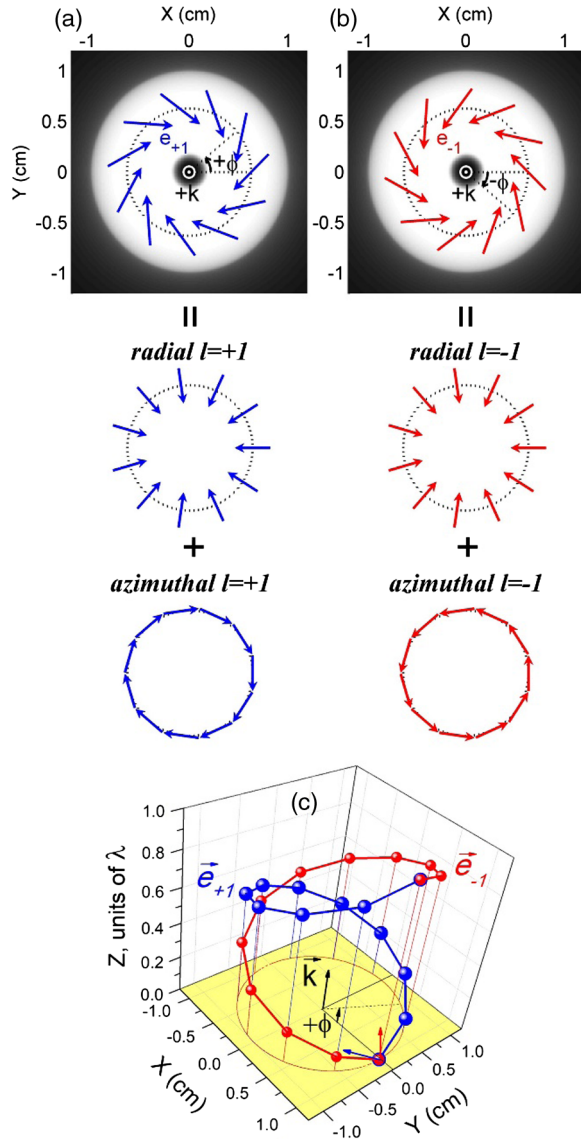 (a) X (cm) (b) X (cm)
-1 0 1 -1 0 1
1
0.5
0
-0.5
-1
Y (cm)
e+1
+ϕ
+k
e-1
-ϕ
+k
=
=
radial l=+1 radial l=-1
+ +
azimuthal l=+1 azimuthal l=-1
(c)
1.0
0.8
0.6
0.4
0.2
0.0
Z, units of λ
e+1
e-1
k
+ϕ
-1.0
-0.5
0.0
0.5
1.0
X (cm)
-1.0
-0.5
0.0
0.5
1.0
Y (cm)